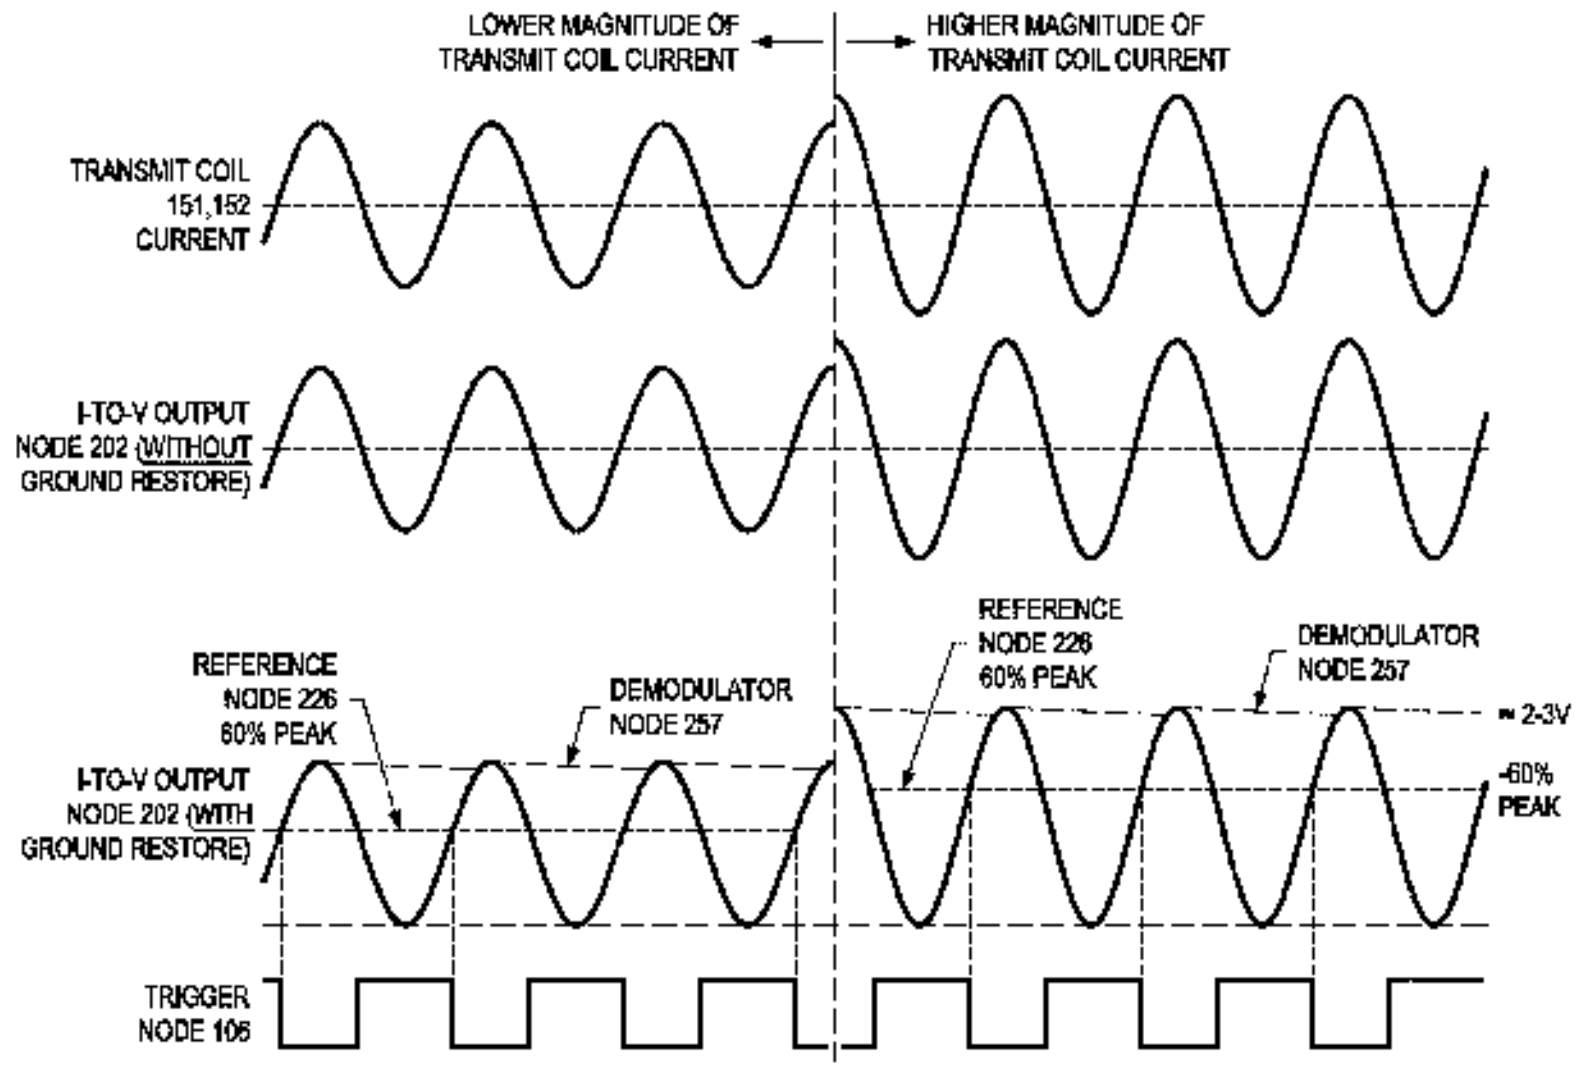 LOWER MAGNITUDE OF
TRANSMIT COIL CURRENT
HIGHER MAGNITUDE OF
TRANSMIT COIL CURRENT
TRANSMIT COIL
151,152
CURRENT
I-TO-V OUTPUT
NODE 202 (WITHOUT
GROUND RESTORE)
REFERENCE
NODE 226
60% PEAK
DEMODULATOR
NODE 257
REFERENCE
NODE 226
60% PEAK
DEMODULATOR
NODE 257
≈ 2-3V
-60%
PEAK
I-TO-V OUTPUT
NODE 202 (WITH
GROUND RESTORE)
TRIGGER
NODE 106